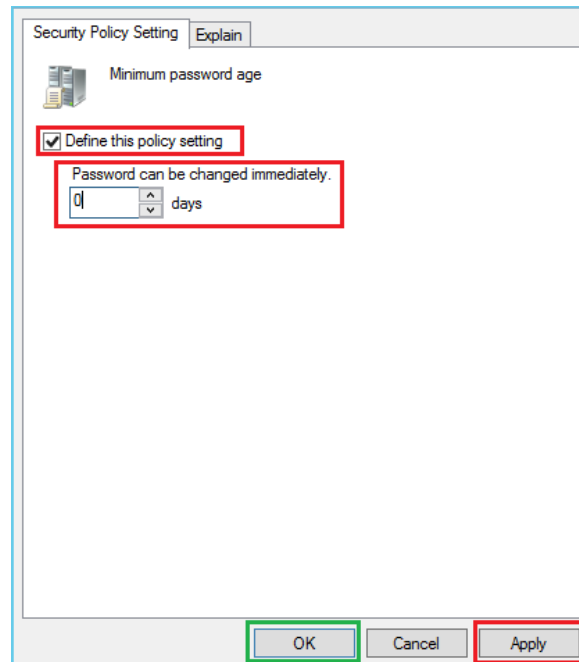 Security Policy Setting Explain
Minimum password age
Define this policy setting
Password can be changed immediately.
0 days
OK Cancel Apply